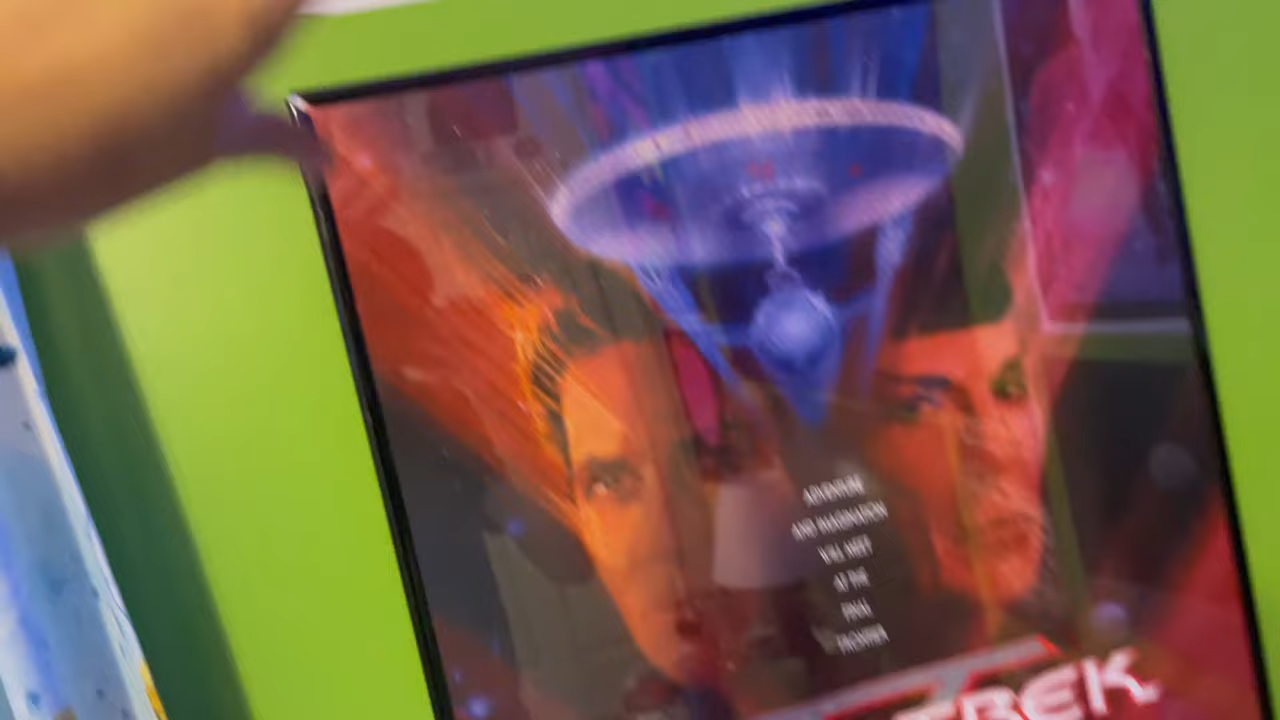 ADVENTURE
AND IMAGINATION
WILL MEET
AT THE
FINAL
FRONTIER
TREK